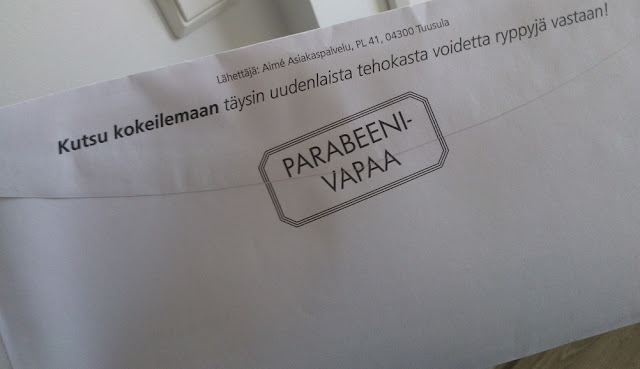 Lähettäjä: Aimé Asiakaspalvelu, PL 41, 04300 Tuusula
Kutsu kokeilemaan täysin uudenlaista tehokasta voidetta ryppyjä vastaan!
PARABEENI-
VAPAA